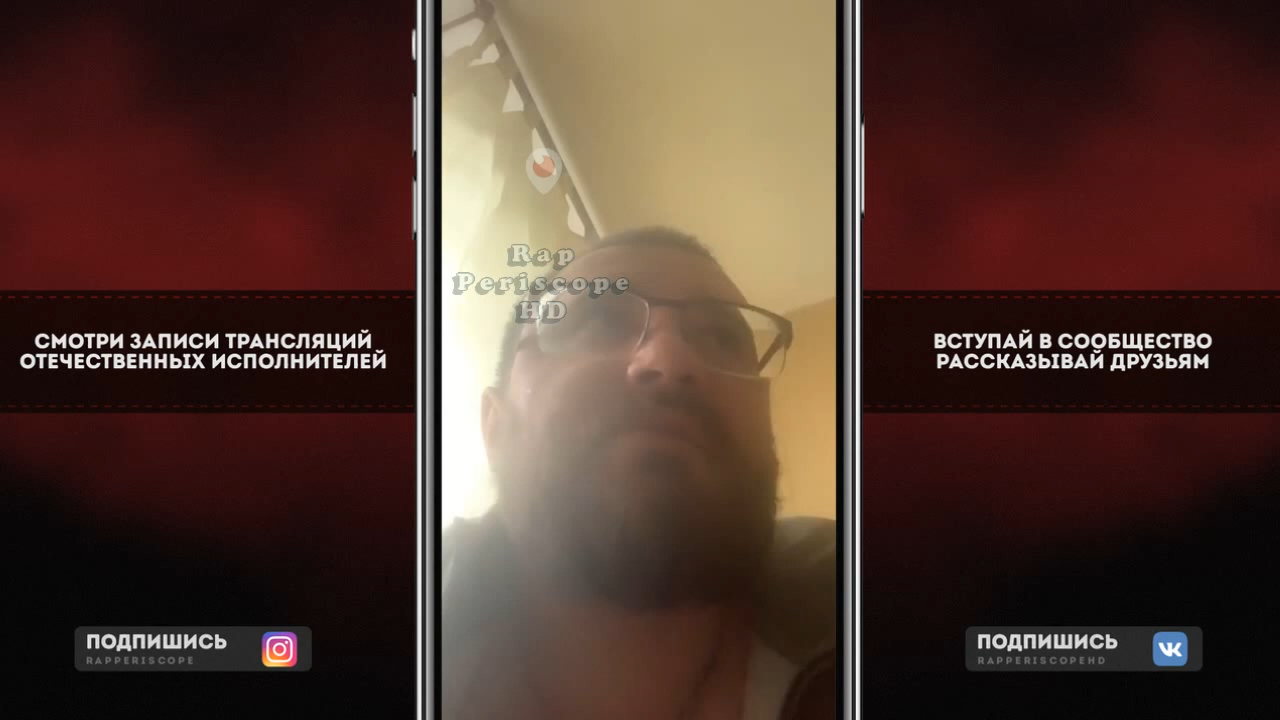 Rap
Periscope
HD
СМОТРИ ЗАПИСИ ТРАНСЛЯЦИЙ
ОТЕЧЕСТВЕННЫХ ИСПОЛНИТЕЛЕЙ
ВСТУПАЙ В СООБЩЕСТВО
РАССКАЗЫВАЙ ДРУЗЬЯМ
ПОДПИШИСЬ
RAPPERISCOPE
ПОДПИШИСЬ
RAPPERISCOPEHD